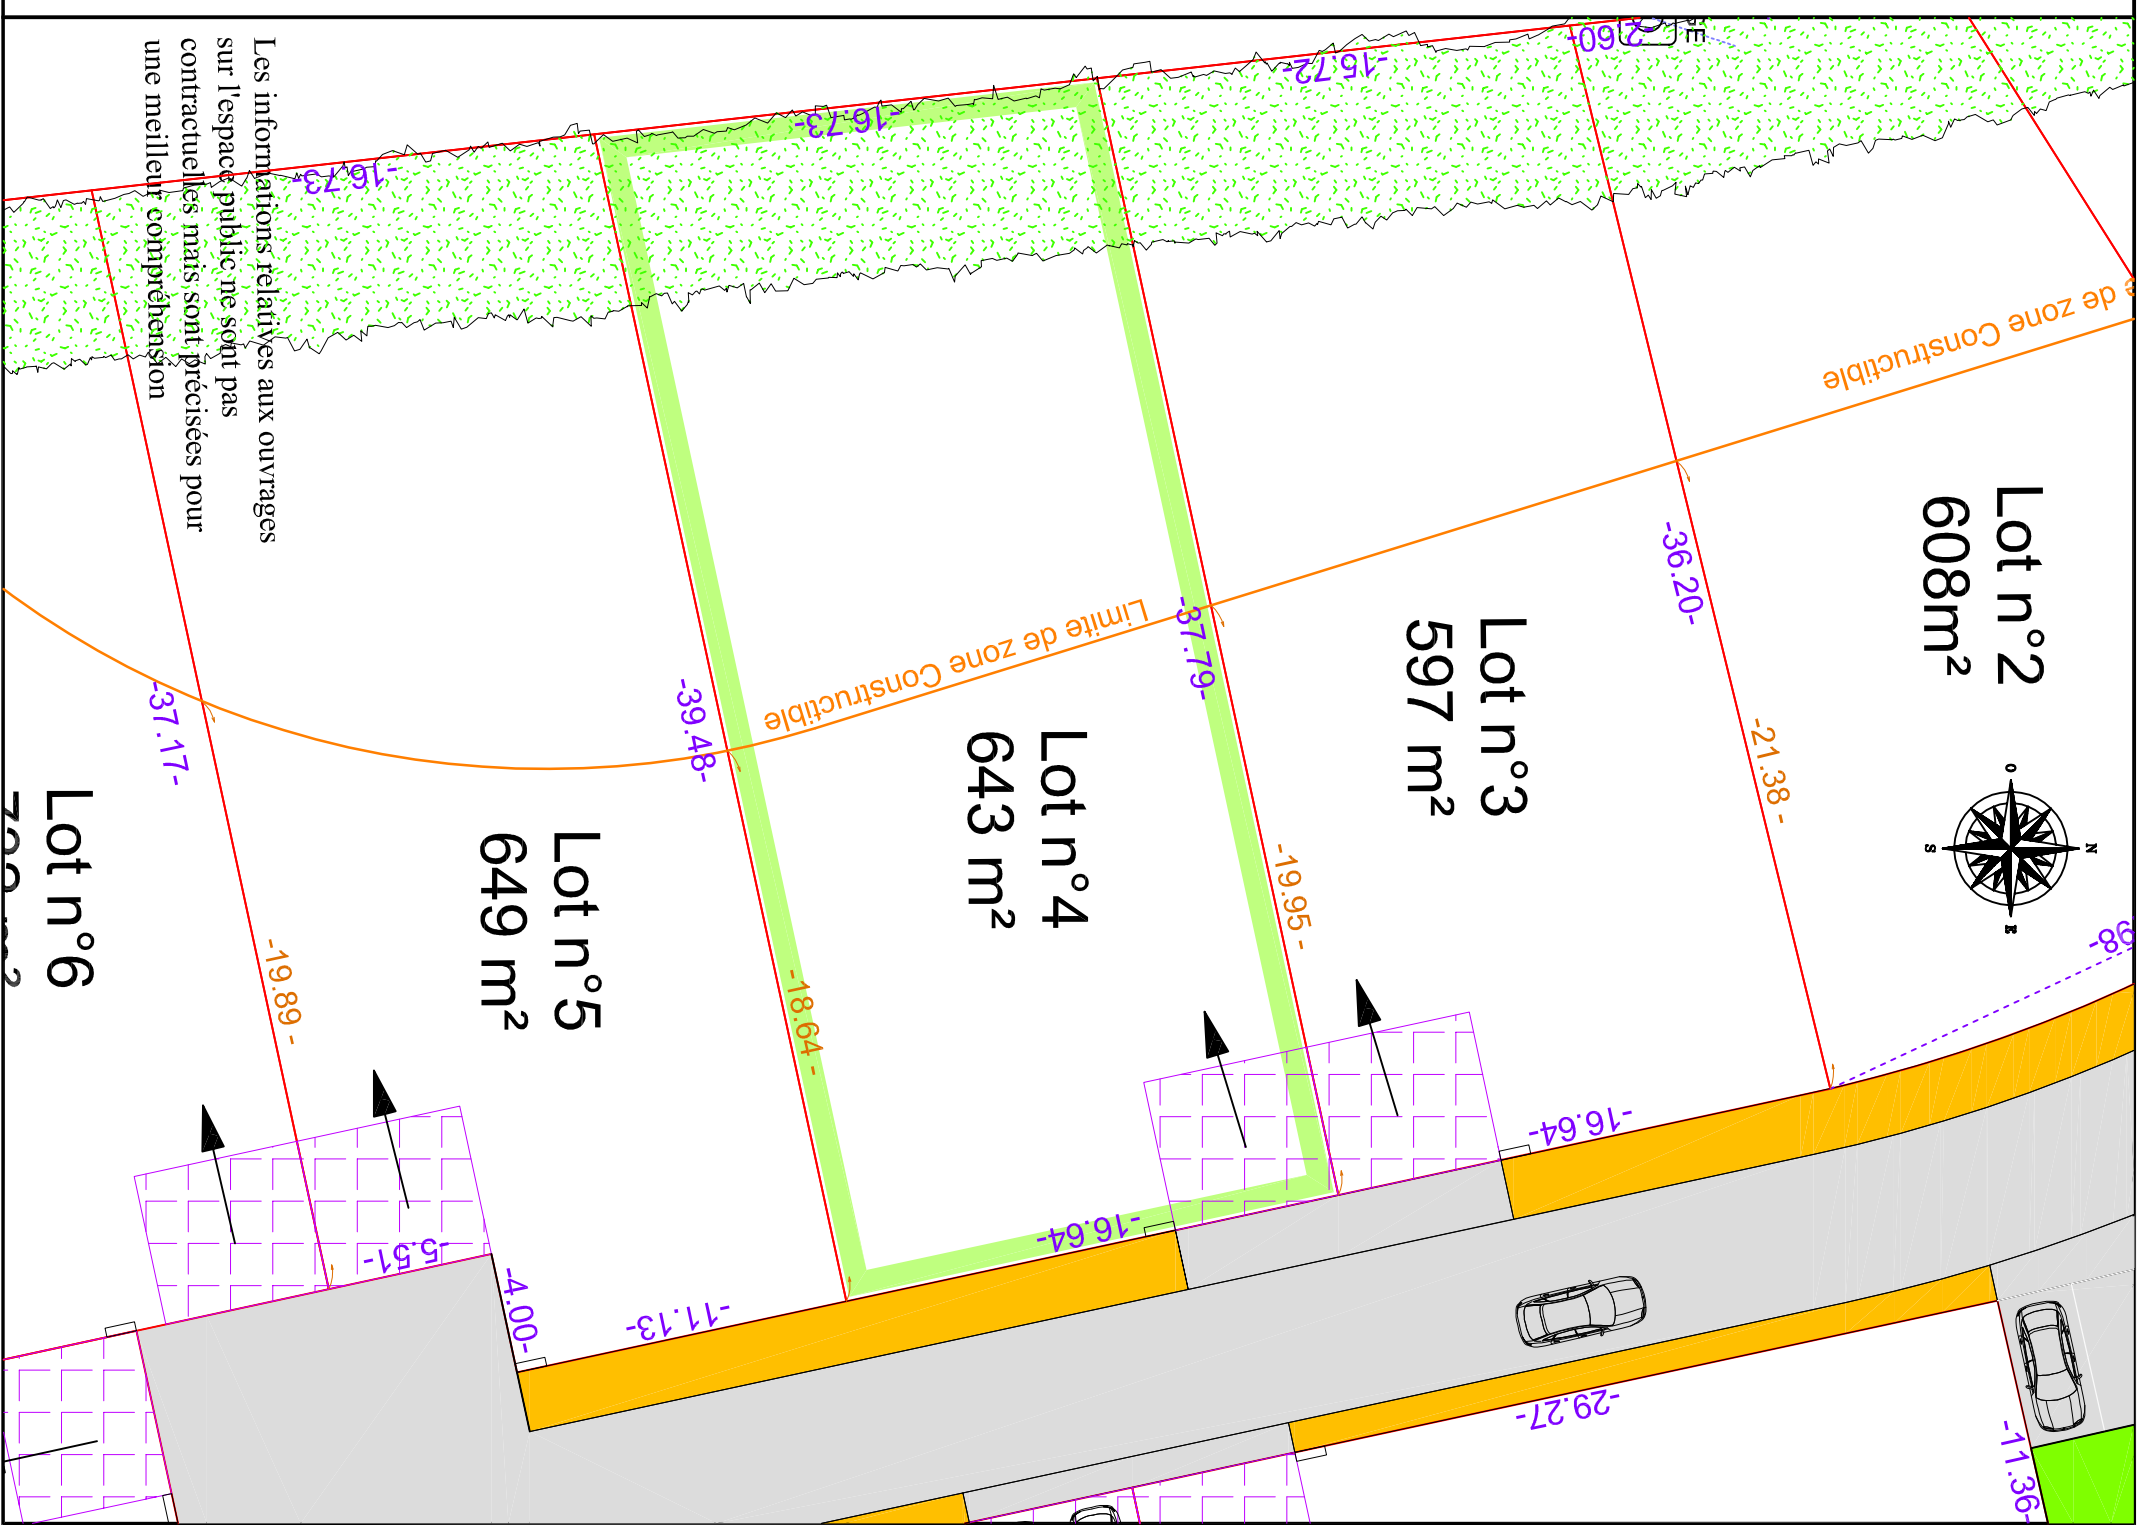 Les informations relatives aux ouvrages
sur l'espace public ne sont pas
contractuelles mais sont précisées pour
une meilleur compréhension
-2.60-
-15.72-
-16.73-
-16.73-
Limite de zone Constructible
de zone Constructible
Lot n°2
608m²
-36.20-
-21.38 -
Lot n°3
597 m²
-37.79-
-19.95 -
Lot n°4
643 m²
-39.48-
-18.64 -
Lot n°5
649 m²
-37.17-
-19.89 -
Lot n°6
O
N
S
E
-16.64-
-16.64-
-11.13-
-4.00-
-5.51-
-29.27-
-11.36-
98-